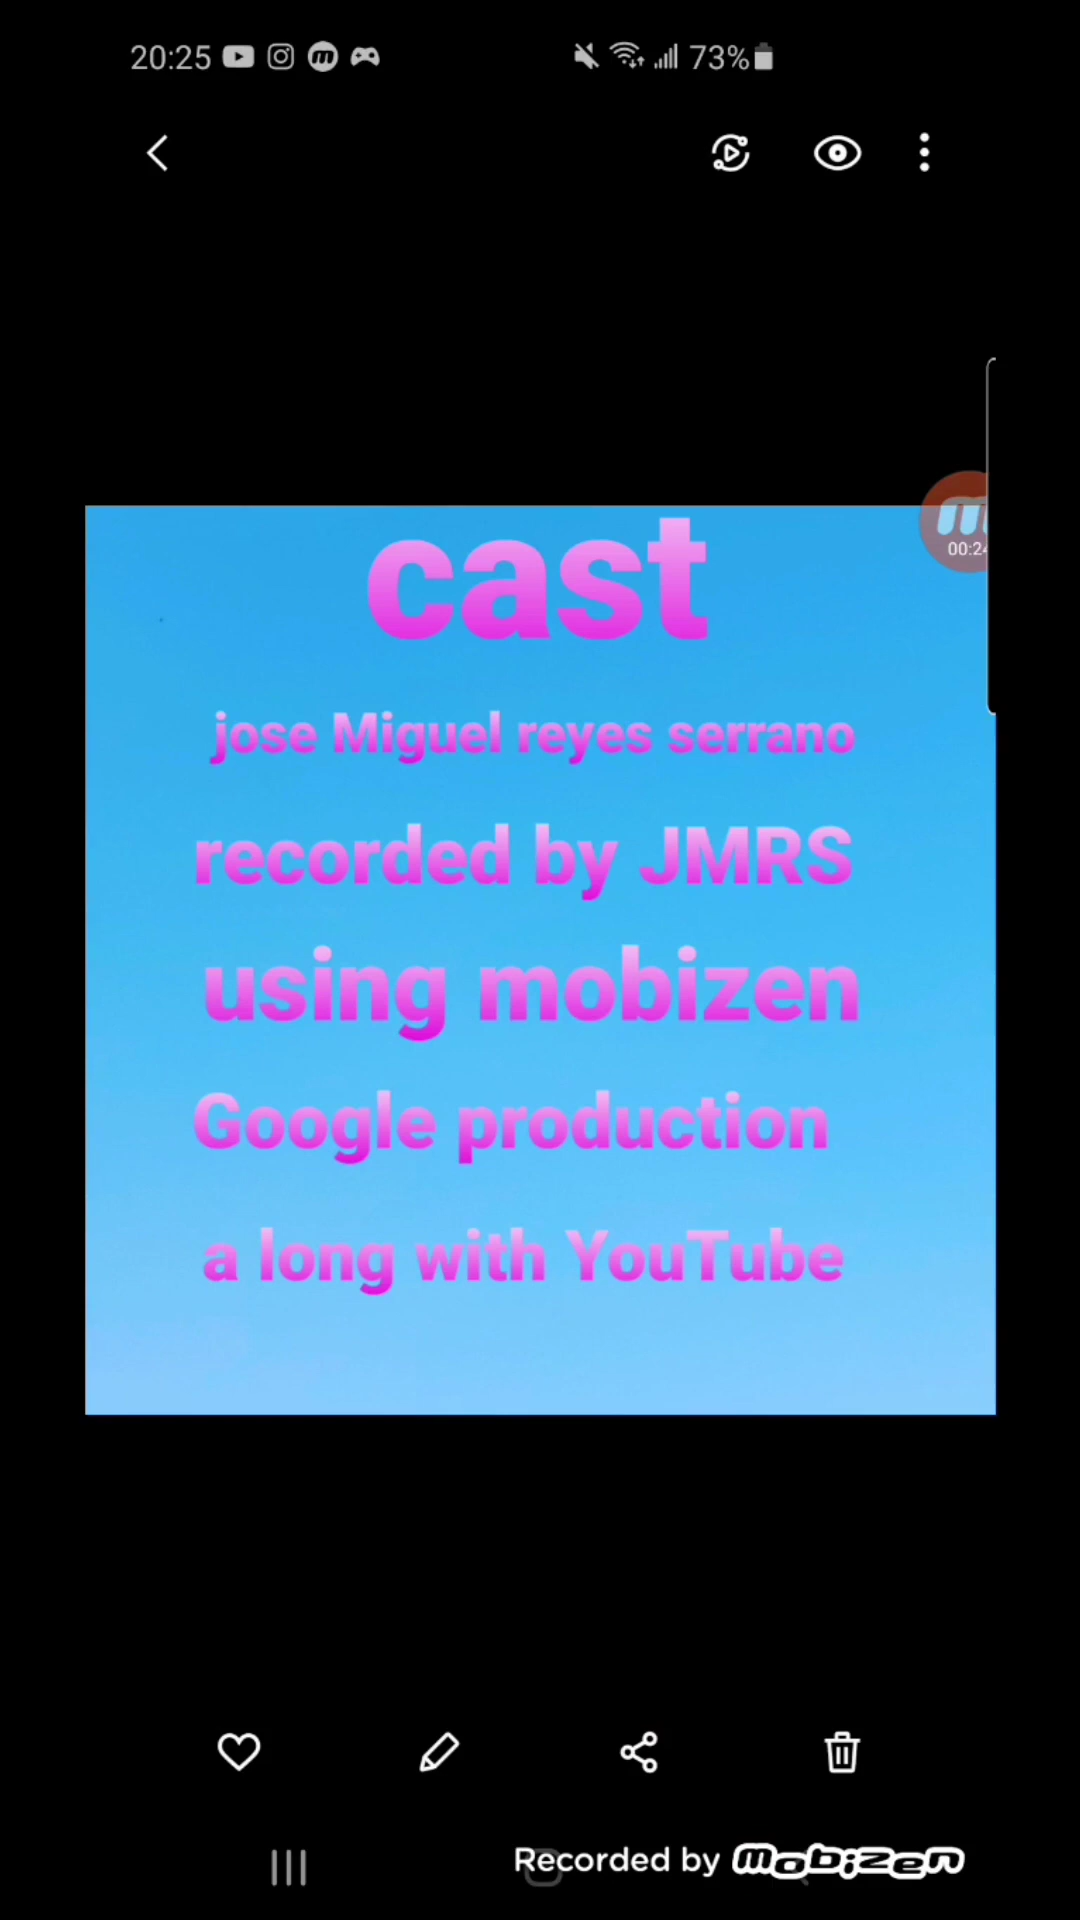 20:25 73%
00:24
cast
jose Miguel reyes serrano
recorded by JMRS
using mobizen
Google production
a long with YouTube
Recorded by mobizen